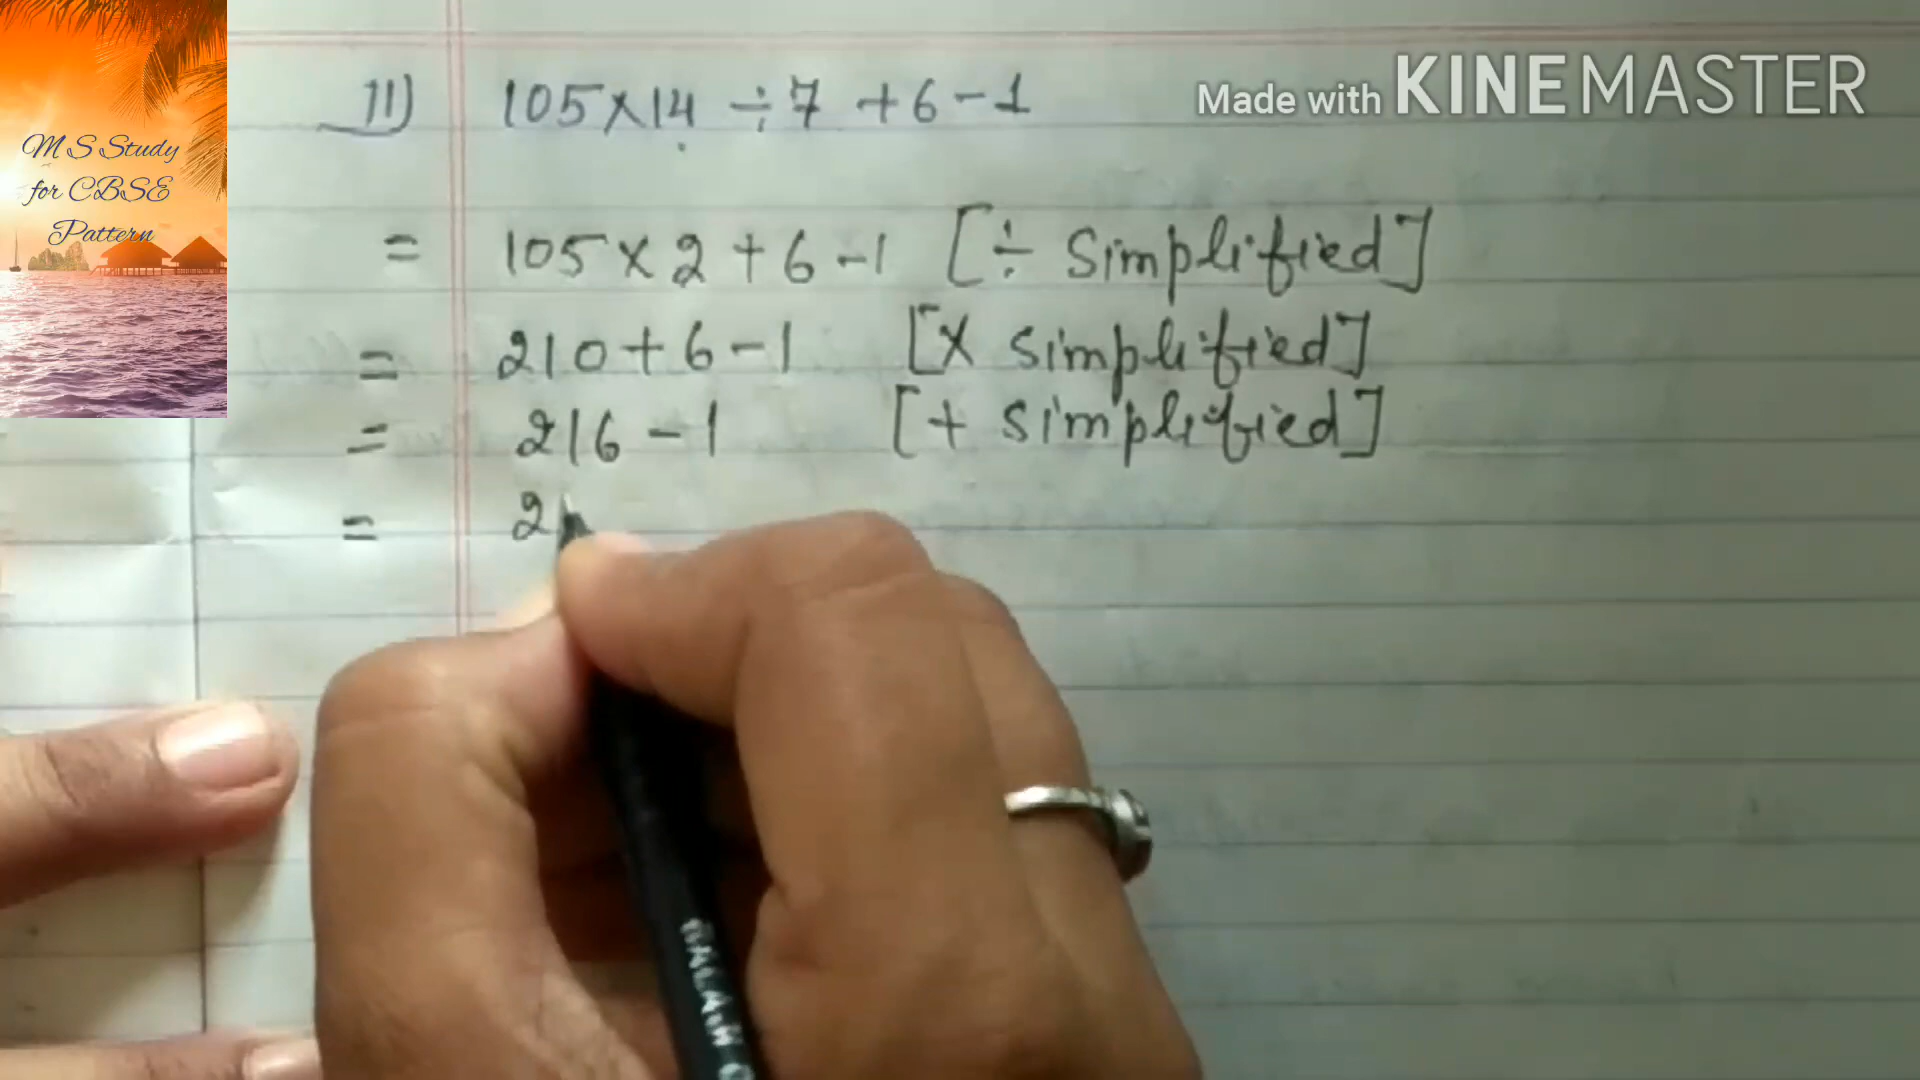 Made with KINEMASTER
M S Study
for CBSE
Pattern
11) 105×14 ÷7 +6-1
= 105×2+6-1 [÷ Simplified]
= 210+6-1 [× simplified]
= 216-1 [+ simplified]
= 2